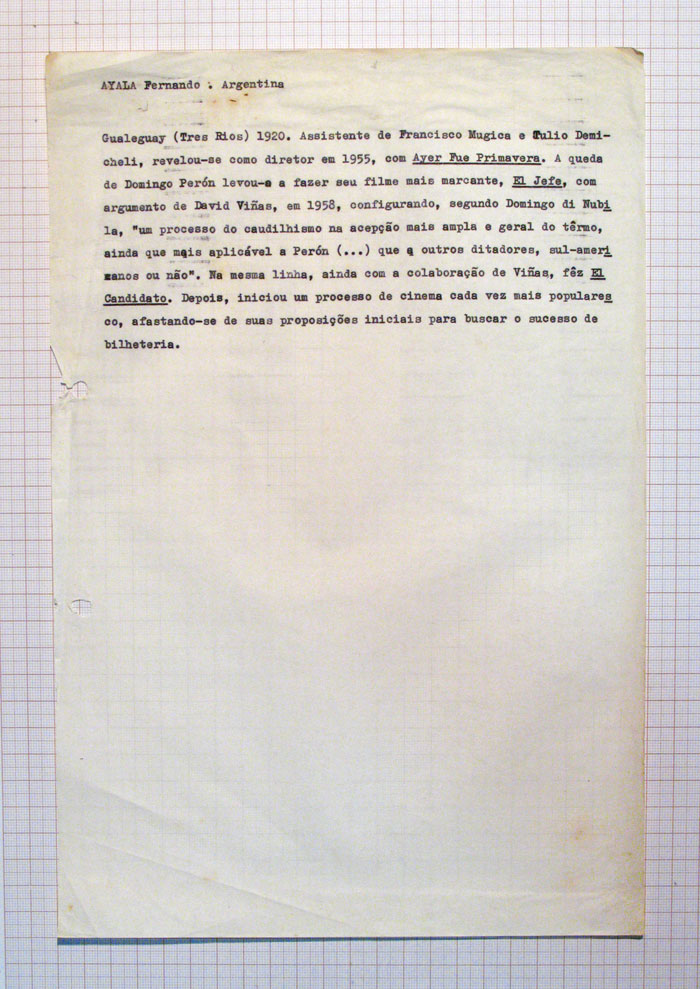 AYALA Fernando . Argentina
Gualeguay (Tres Rios) 1920. Assistente de Francisco Mugica e Tulio Demi-
cheli, revelou-se como diretor em 1955, com Ayer Fue Primavera. A queda
de Domingo Perón levou-o a fazer seu filme mais marcante, El Jefe, com
argumento de David Viñas, em 1958, configurando, segundo Domingo di Nubi
la, "um processo do caudilhismo na acepção mais ampla e geral do têrmo,
ainda que mais aplicável a Perón (...) que a outros ditadores, sul-ameri
canos ou não". Na mesma linha, ainda com a colaboração de Viñas, fêz El
Candidato. Depois, iniciou um processo de cinema cada vez mais populares
co, afastando-se de suas proposições iniciais para buscar o sucesso de
bilheteria.